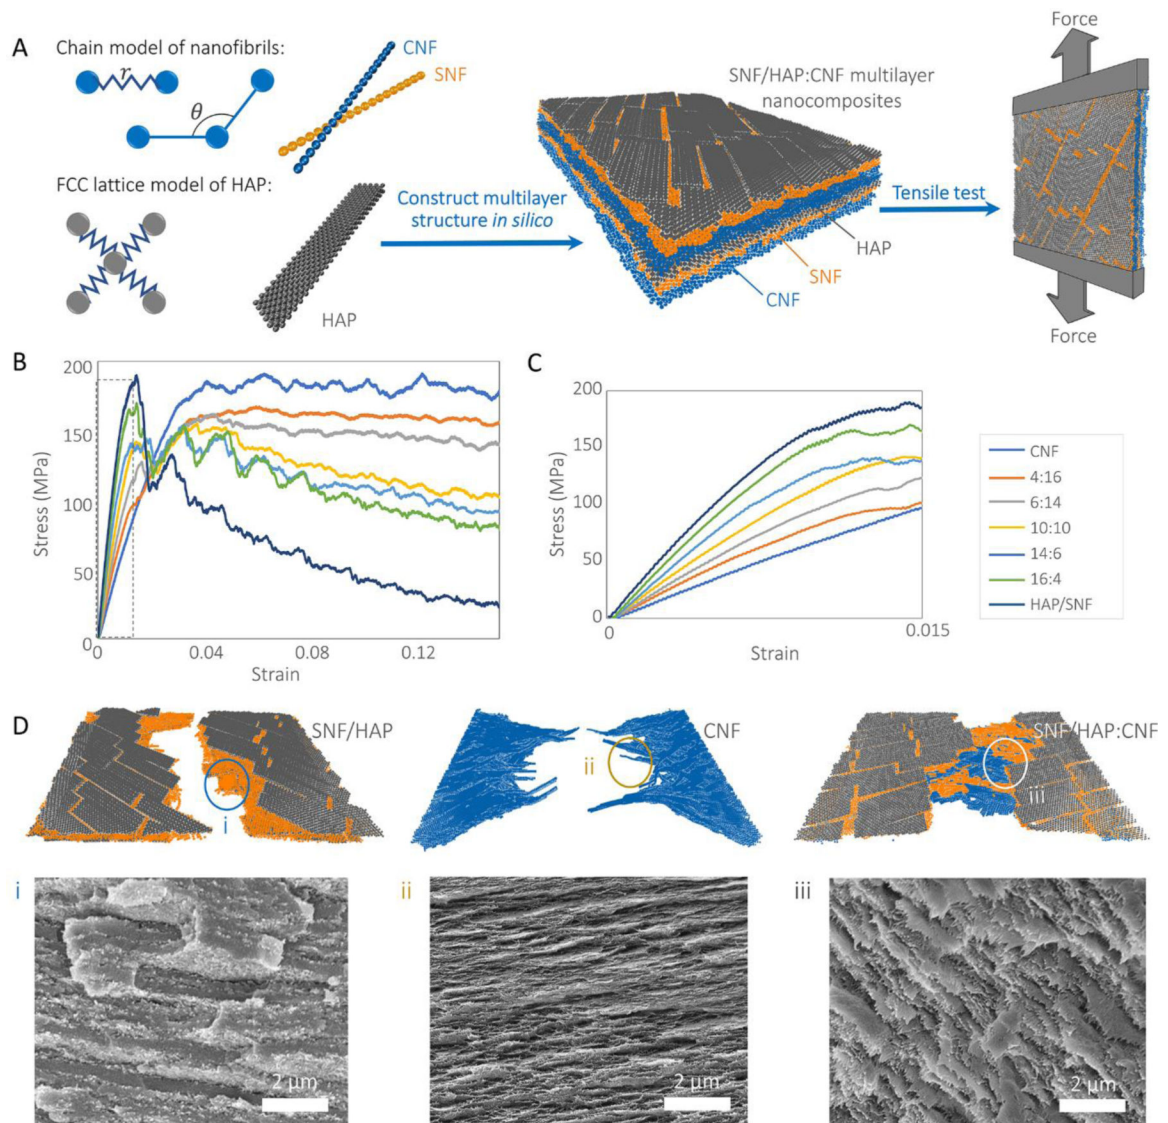 A
Chain model of nanofibrils:
r
θ
CNF
SNF
FCC lattice model of HAP:
HAP
Construct multilayer
structure in silico
SNF/HAP:CNF multilayer
nanocomposites
HAP
SNF
CNF
Tensile test
Force
Force
B
200
150
100
50
0
0
0.04
0.08
0.12
Stress (MPa)
Strain
C
200
150
100
50
0
0
0.015
Stress (MPa)
Strain
CNF
4:16
6:14
10:10
14:6
16:4
HAP/SNF
D
SNF/HAP
i
CNF
ii
SNF/HAP:CNF
iii
i
2 μm
ii
2 μm
iii
2 μm